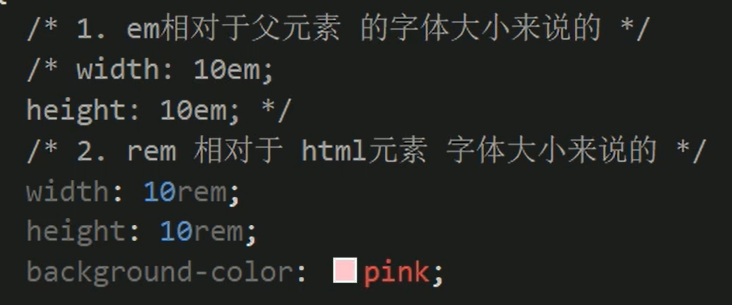 /* 1. em相对于父元素 的字体大小来说的 */
/* width: 10em;
height: 10em; */
/* 2. rem 相对于 html元素 字体大小来说的 */
width: 10rem;
height: 10rem;
background-color: pink;